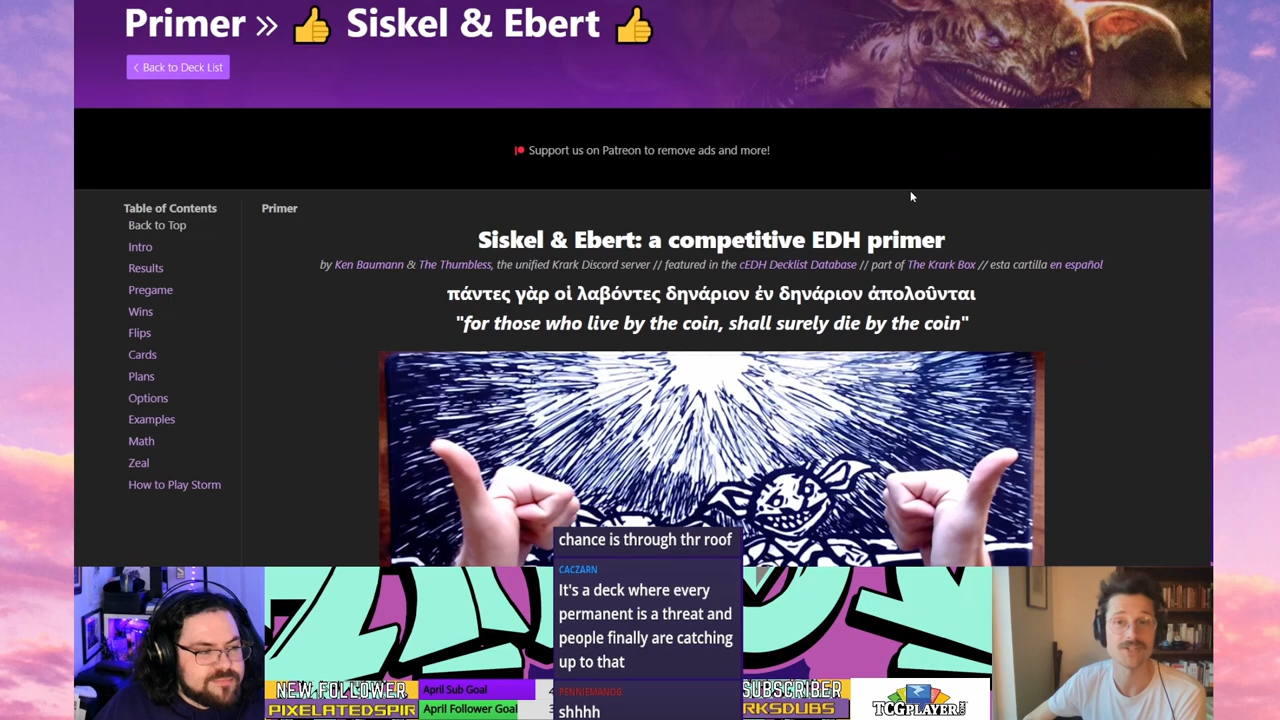 Primer » 👍 Siskel & Ebert 👍
< Back to Deck List
Support us on Patreon to remove ads and more!
Table of Contents
Back to Top
Intro
Results
Pregame
Wins
Flips
Cards
Plans
Options
Examples
Math
Zeal
How to Play Storm
Primer
Siskel & Ebert: a competitive EDH primer
by Ken Baumann & The Thumbless, the unified Krark Discord server // featured in the cEDH Decklist Database // part of The Krark Box // esta cartilla en español
πάντες γὰρ οἱ λαβόντες δηνάριον ἐν δηνάριον ἀπολοῦνται
"for those who live by the coin, shall surely die by the coin"
chance is through thr roof
CACZARN
It's a deck where every
permanent is a threat and
people finally are catching
up to that
PENNIEMANOG
shhhh
NEW FOLLOWER
PIXELATEDSPIR
April Sub Goal
April Follower Goal
SUBSCRIBER
RKSDUBS
TCGPLAYER.COM